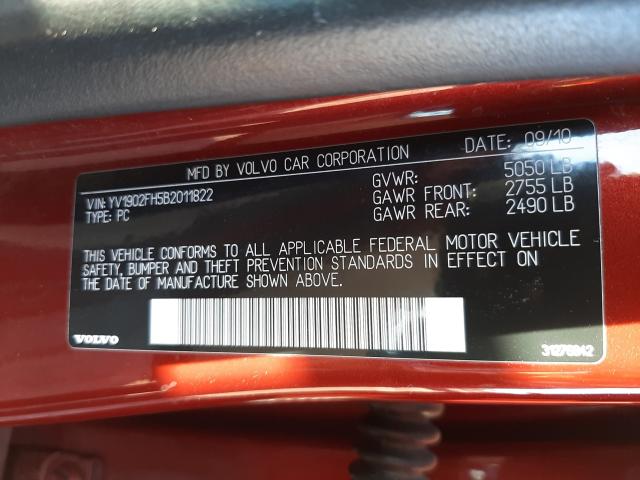 MFD BY VOLVO CAR CORPORATION DATE: 09/10
VIN: YV1902FH5B2011822 GVWR: 5050 LB
TYPE: PC GAWR FRONT: 2755 LB
GAWR REAR: 2490 LB
THIS VEHICLE CONFORMS TO ALL APPLICABLE FEDERAL MOTOR VEHICLE
SAFETY, BUMPER AND THEFT PREVENTION STANDARDS IN EFFECT ON
THE DATE OF MANUFACTURE SHOWN ABOVE.
VOLVO